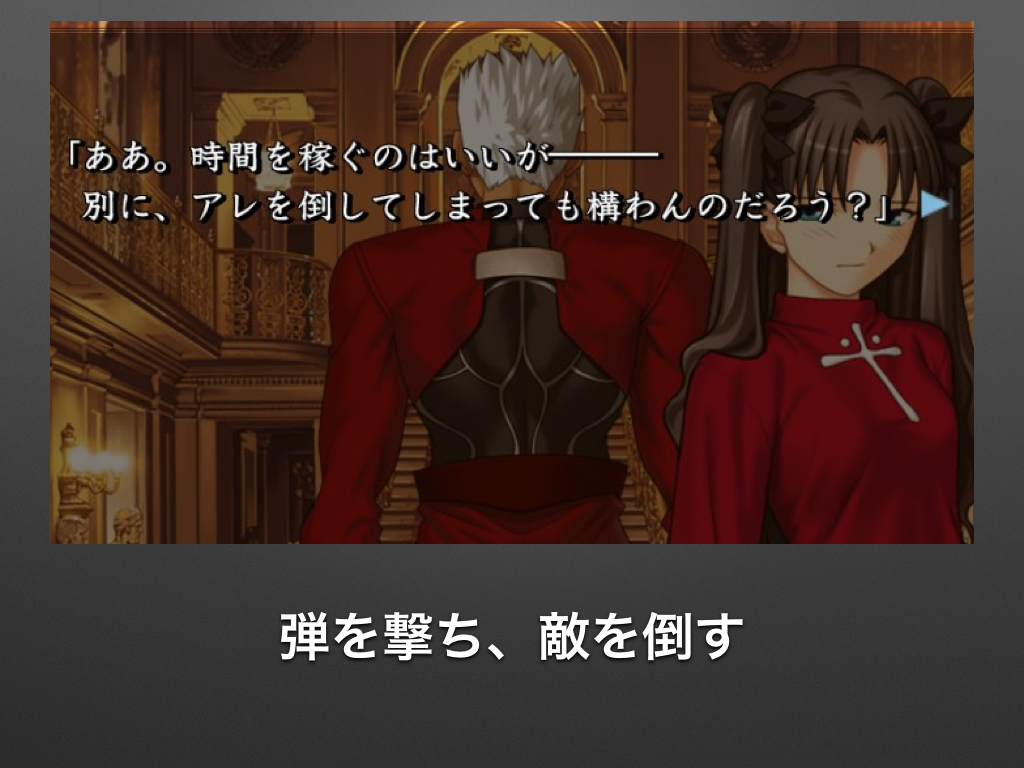 「ああ。時間を稼ぐのはいいが―――
別に、アレを倒してしまっても構わんのだろう？」
弾を撃ち、敵を倒す